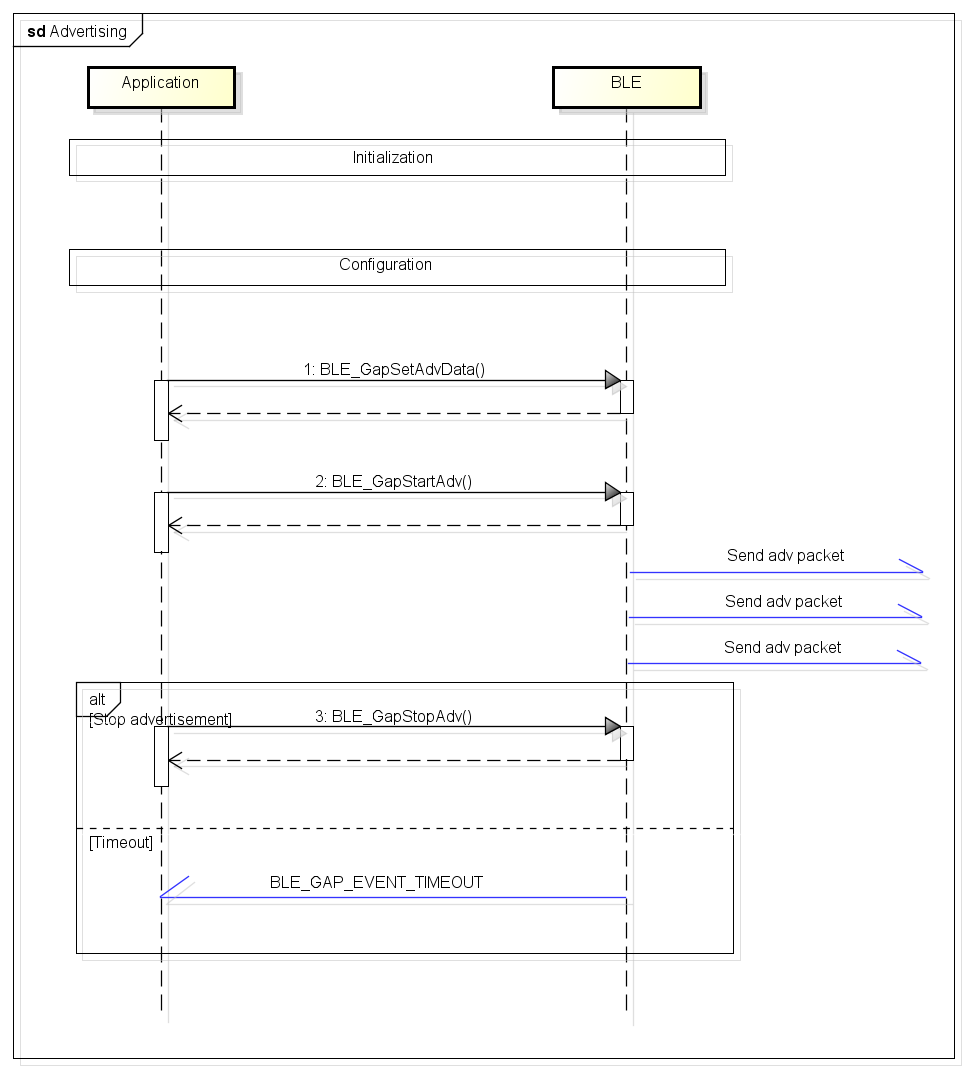 sd Advertising
Application
BLE
Initialization
Configuration
1: BLE_GapSetAdvData()
2: BLE_GapStartAdv()
Send adv packet
Send adv packet
Send adv packet
alt
[Stop advertisement]
3: BLE_GapStopAdv()
[Timeout]
BLE_GAP_EVENT_TIMEOUT